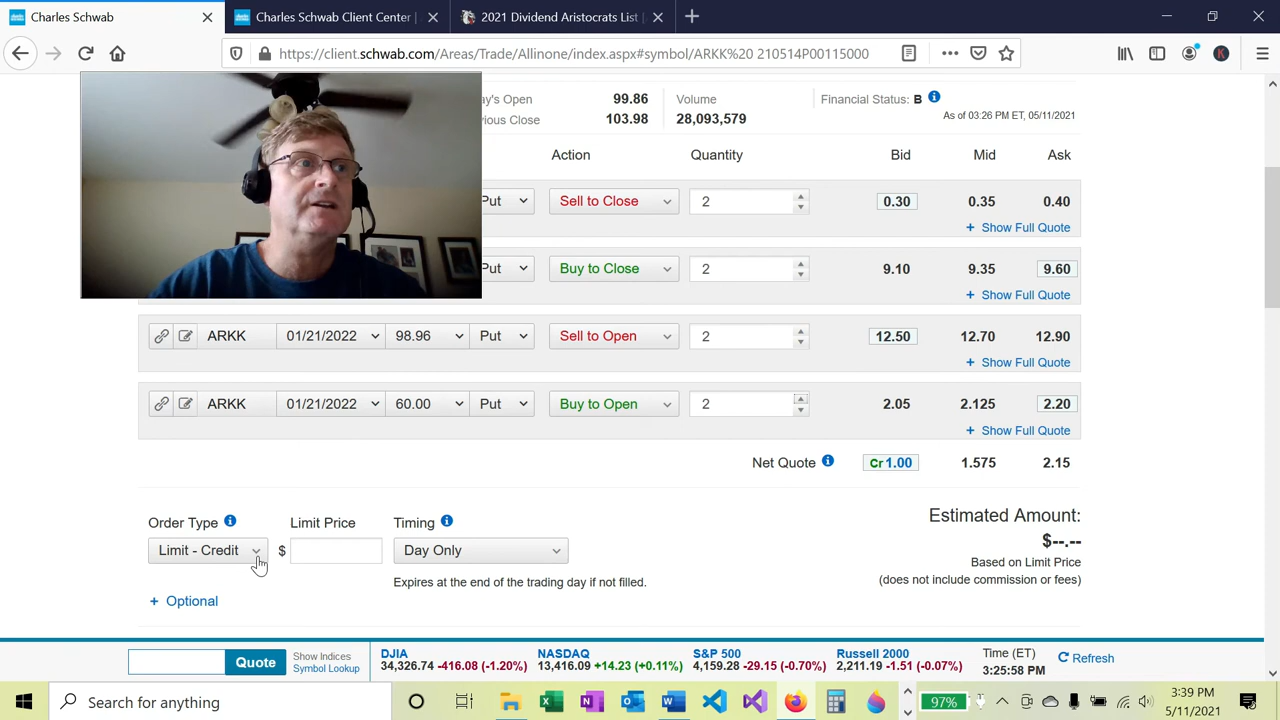 Charles Schwab
Charles Schwab Client Center |
2021 Dividend Aristocrats List |
https://client.schwab.com/Areas/Trade/Allinone/index.aspx#symbol/ARKK%20 210514P00115000
K
y's Open 99.86 Volume Financial Status: B
vious Close 103.98 28,093,579 As of 03:26 PM ET, 05/11/2021
Action Quantity Bid Mid Ask
Put Sell to Close 2 0.30 0.35 0.40
+ Show Full Quote
Put Buy to Close 2 9.10 9.35 9.60
+ Show Full Quote
ARKK 01/21/2022 98.96 Put Sell to Open 2 12.50 12.70 12.90
+ Show Full Quote
ARKK 01/21/2022 60.00 Put Buy to Open 2 2.05 2.125 2.20
+ Show Full Quote
Net Quote Cr 1.00 1.575 2.15
Order Type Limit Price Timing Estimated Amount:
Limit - Credit $ Day Only $--.--
Based on Limit Price
Expires at the end of the trading day if not filled. (does not include commission or fees)
+ Optional
Quote Show Indices Symbol Lookup
DJIA NASDAQ S&P 500 Russell 2000 Time (ET)
34,326.74 -416.08 (-1.20%) 13,416.09 +14.23 (+0.11%) 4,159.28 -29.15 (-0.70%) 2,211.19 -1.51 (-0.07%) 3:25:58 PM Refresh
Search for anything 97% 3:39 PM
5/11/2021